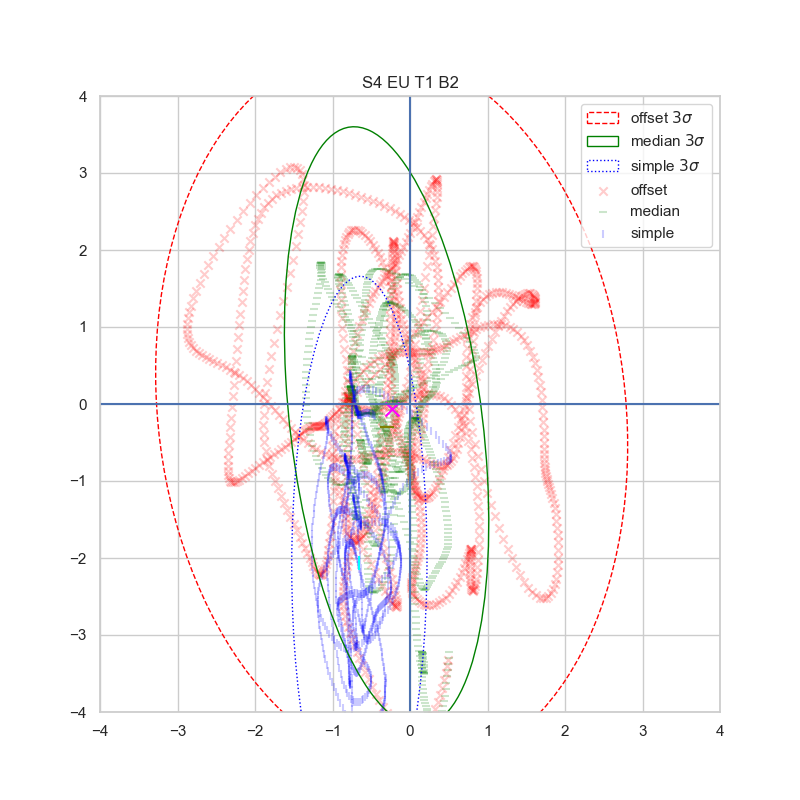 S4 EU T1 B2
4
3
2
1
0
−1
−2
−3
−4
−4 −3 −2 −1 0 1 2 3 4
offset 3σ
median 3σ
simple 3σ
offset
median
simple